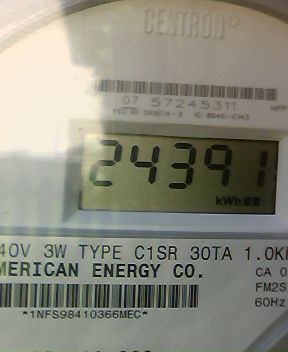 CENTRON®
07 57245311
24391
kWh
40V 3W TYPE C1SR 30TA 1.0K
MERICAN ENERGY CO.
CA 0
FM2S
60Hz
*1NFS98410366MEC*